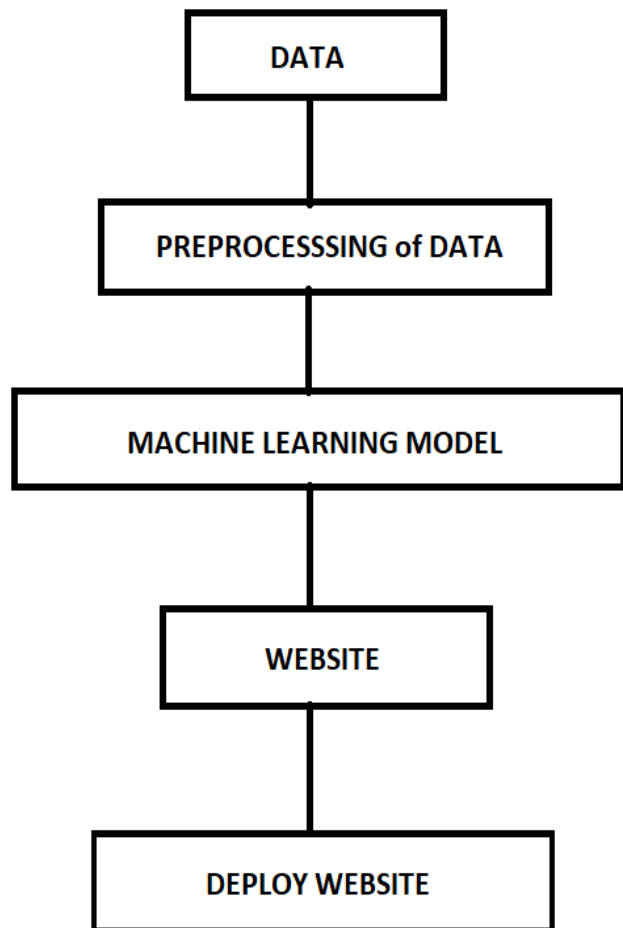 DATA
PREPROCESSSING of DATA
MACHINE LEARNING MODEL
WEBSITE
DEPLOY WEBSITE